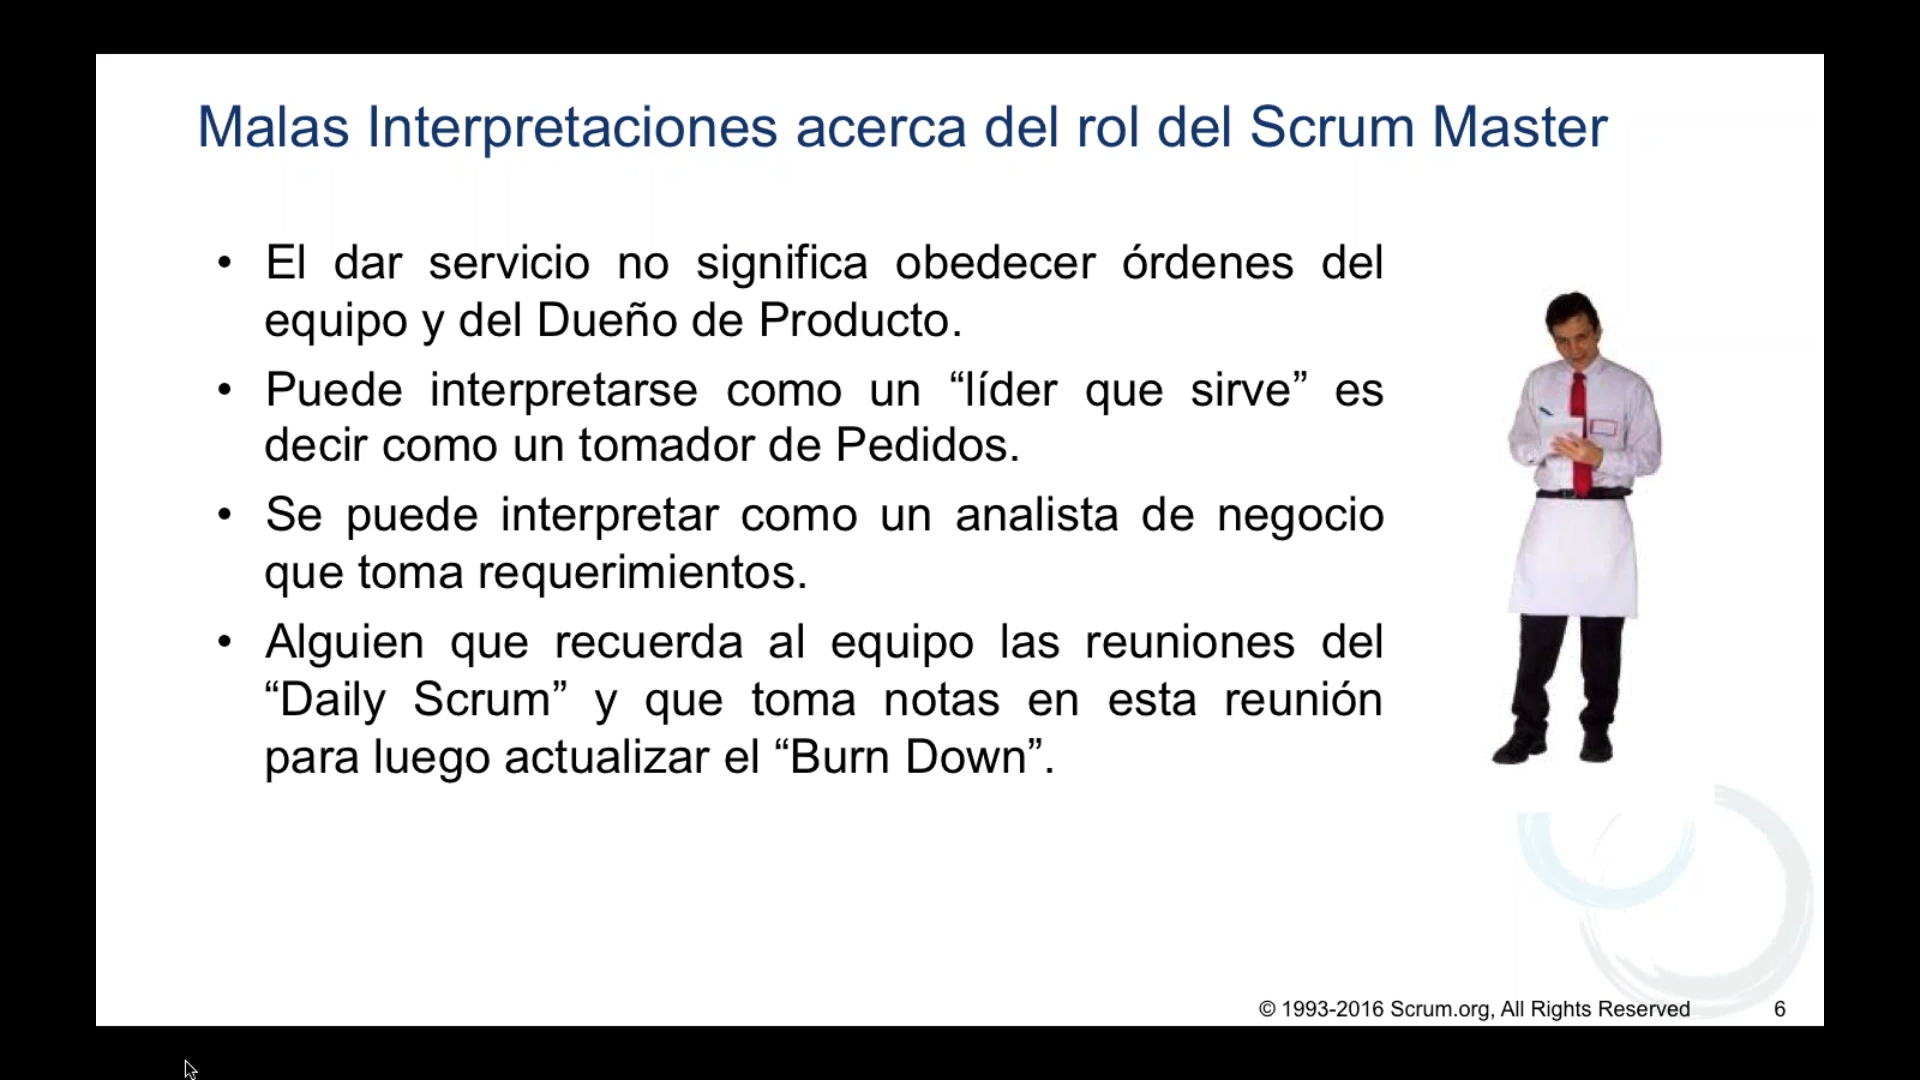 Malas Interpretaciones acerca del rol del Scrum Master
• El dar servicio no significa obedecer órdenes del
equipo y del Dueño de Producto.
• Puede interpretarse como un “líder que sirve” es
decir como un tomador de Pedidos.
• Se puede interpretar como un analista de negocio
que toma requerimientos.
• Alguien que recuerda al equipo las reuniones del
“Daily Scrum” y que toma notas en esta reunión
para luego actualizar el “Burn Down”.
© 1993-2016 Scrum.org, All Rights Reserved
6